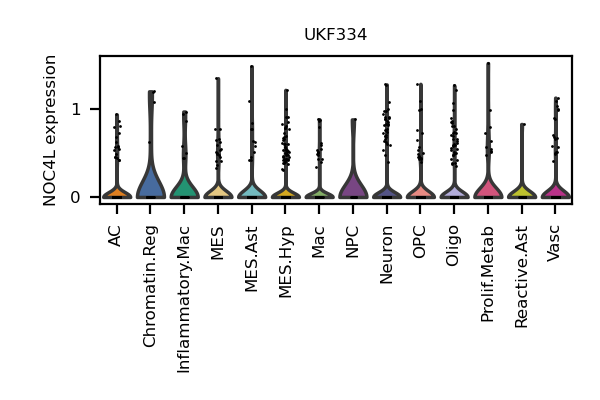 UKF334
NOC4L expression
1
0
AC
Chromatin.Reg
Inflammatory.Mac
MES
MES.Ast
MES.Hyp
Mac
NPC
Neuron
OPC
Oligo
Prolif.Metab
Reactive.Ast
Vasc